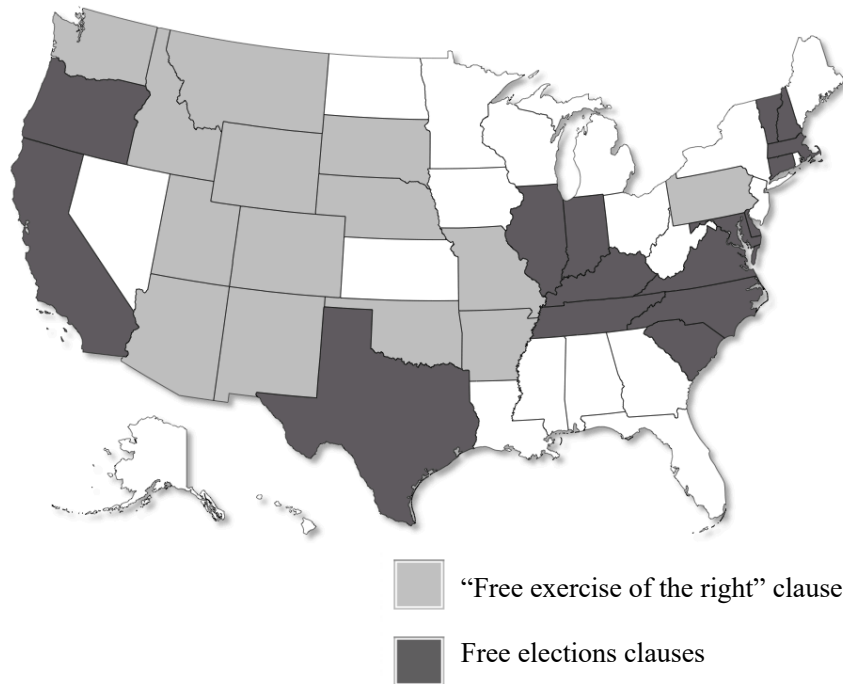 “Free exercise of the right” clause
Free elections clauses